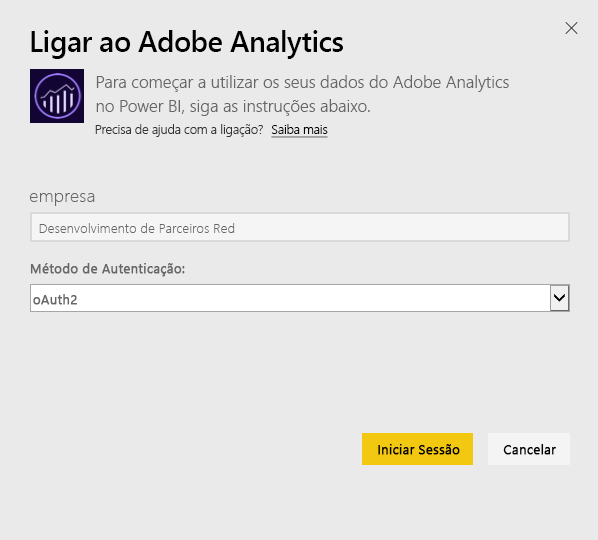 Ligar ao Adobe Analytics
Para começar a utilizar os seus dados do Adobe Analytics
no Power BI, siga as instruções abaixo.
Precisa de ajuda com a ligação? Saiba mais
empresa
Desenvolvimento de Parceiros Red
Método de Autenticação:
oAuth2
Iniciar Sessão
Cancelar